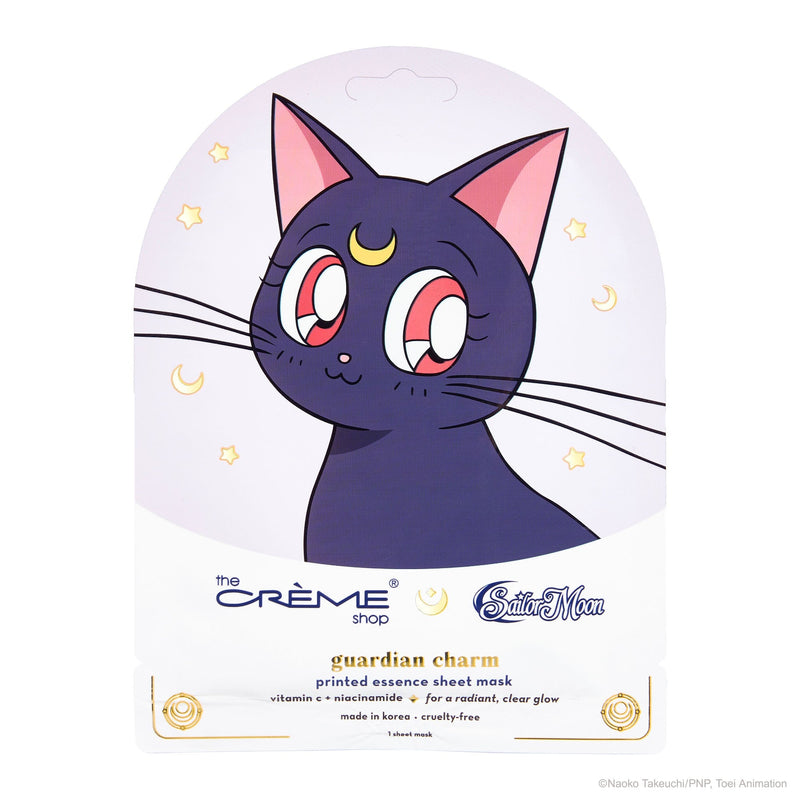 the
CRÈME®
shop
Sailor Moon
guardian charm
printed essence sheet mask
vitamin c + niacinamide for a radiant, clear glow
made in korea • cruelty-free
1 sheet mask
©Naoko Takeuchi/PNP, Toei Animation